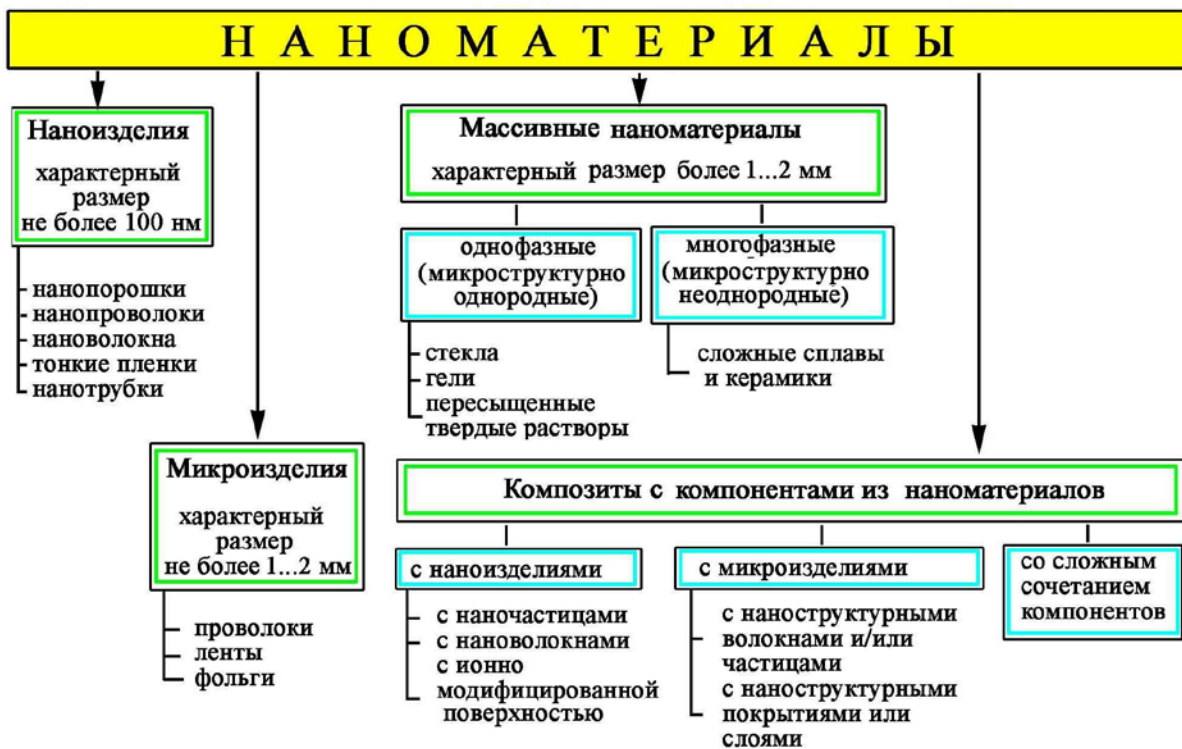 НАНОМАТЕРИАЛЫ
Наноизделия
характерный
размер
не более 100 нм
нанопорошки
нанопроволоки
нановолокна
тонкие пленки
нанотрубки
Микроизделия
характерный
размер
не более 1...2 мм
проволоки
ленты
фольги
Массивные наноматериалы
характерный размер более 1...2 мм
однофазные
(микроструктурно
однородные)
стекла
гели
пересыщенные
твердые растворы
многофазные
(микроструктурно
неоднородные)
сложные сплавы
и керамики
Композиты с компонентами из наноматериалов
с наноизделиями
с наночастицами
с нановолокнами
с ионно
модифицированной
поверхностью
с микроизделиями
с наноструктурными
волокнами и/или
частицами
с наноструктурными
покрытиями или
слоями
со сложным
сочетанием
компонентов